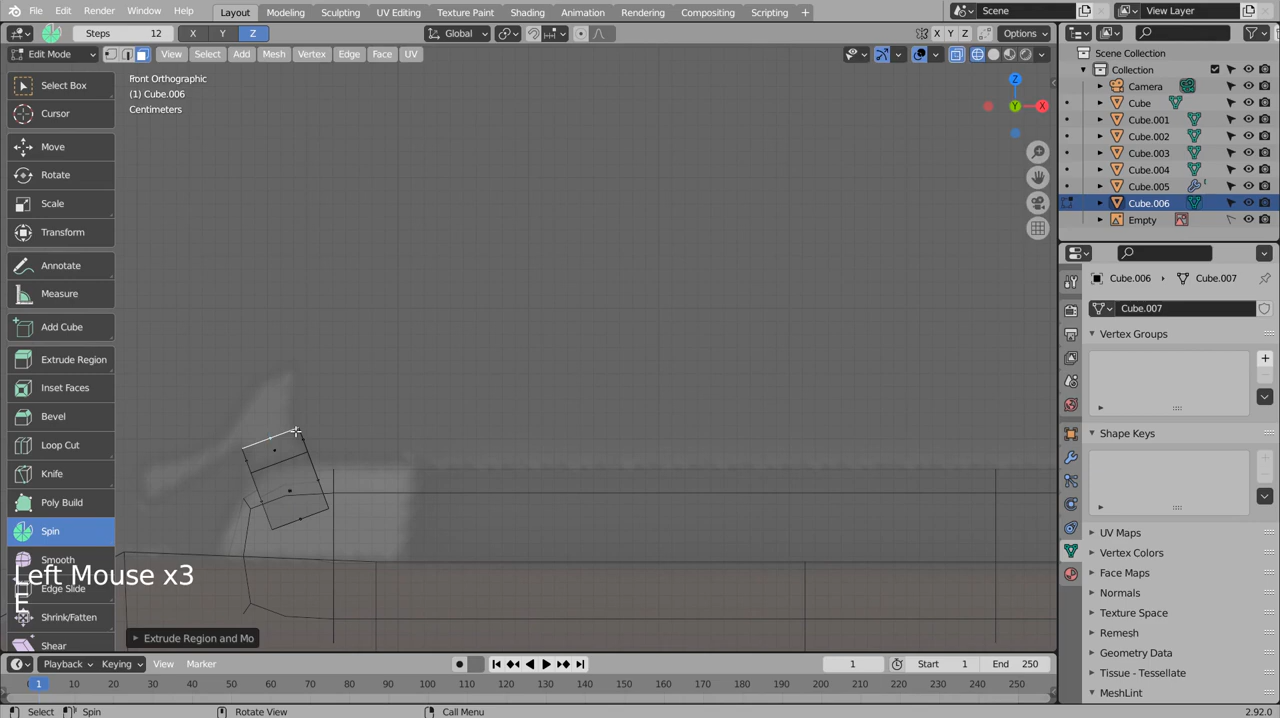 File Edit Render Window Help Layout Modeling Sculpting UV Editing Texture Paint Shading Animation Rendering Compositing Scripting + Scene View Layer
Steps 12 X Y Z Global X Y Z Options
Edit Mode View Select Add Mesh Vertex Edge Face UV
Select Box
Cursor
Move
Rotate
Scale
Transform
Annotate
Measure
Add Cube
Extrude Region
Inset Faces
Bevel
Loop Cut
Knife
Poly Build
Spin
Smooth
Edge Slide
Shrink/Fatten
Shear
Front Orthographic
(1) Cube.006
Centimeters
Z
Y
X
Left Mouse x3
E
Extrude Region and Mo
Scene Collection
Collection
Camera
Cube
Cube.001
Cube.002
Cube.003
Cube.004
Cube.005
Cube.006
Empty
Cube.006 Cube.007
Cube.007
Vertex Groups
Shape Keys
UV Maps
Vertex Colors
Face Maps
Normals
Texture Space
Remesh
Geometry Data
Tissue - Tessellate
MeshLint
Playback Keying View Marker 1 Start 1 End 250
1 10 20 30 40 50 60 70 80 90 100 110 120 130 140 150 160 170 180 190 200 210 220 230 240 250
Select Spin Rotate View Call Menu 2.92.0